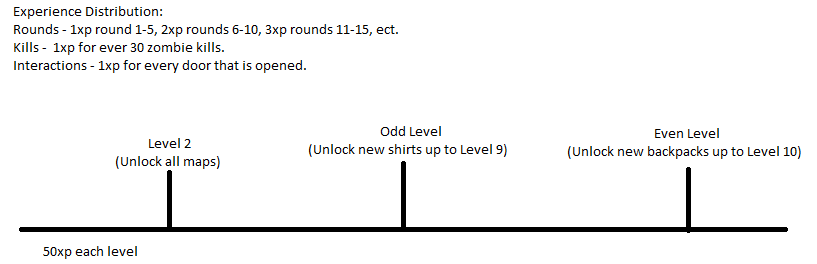 Experience Distribution:
Rounds - 1xp round 1-5, 2xp rounds 6-10, 3xp rounds 11-15, ect.
Kills - 1xp for ever 30 zombie kills.
Interactions - 1xp for every door that is opened.
Level 2
(Unlock all maps)
Odd Level
(Unlock new shirts up to Level 9)
Even Level
(Unlock new backpacks up to Level 10)
50xp each level